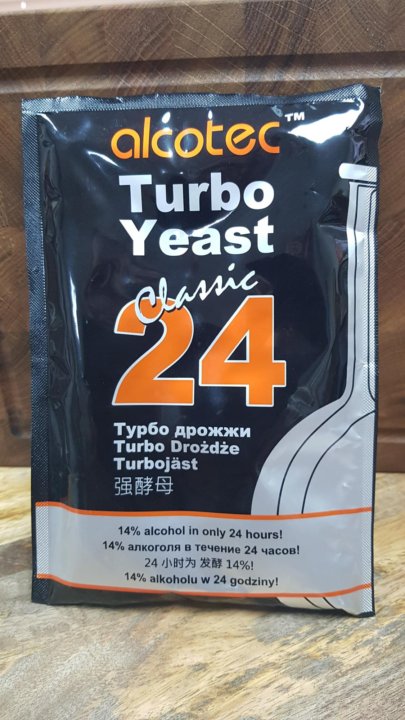 alcotec™
Turbo
Yeast
Classic
24
Турбо дрожжи
Turbo Drożdże
Turbojäst
强酵母
14% alcohol in only 24 hours!
14% алкоголя в течение 24 часов!
24 小时为 发酵 14%!
14% alkoholu w 24 godziny!